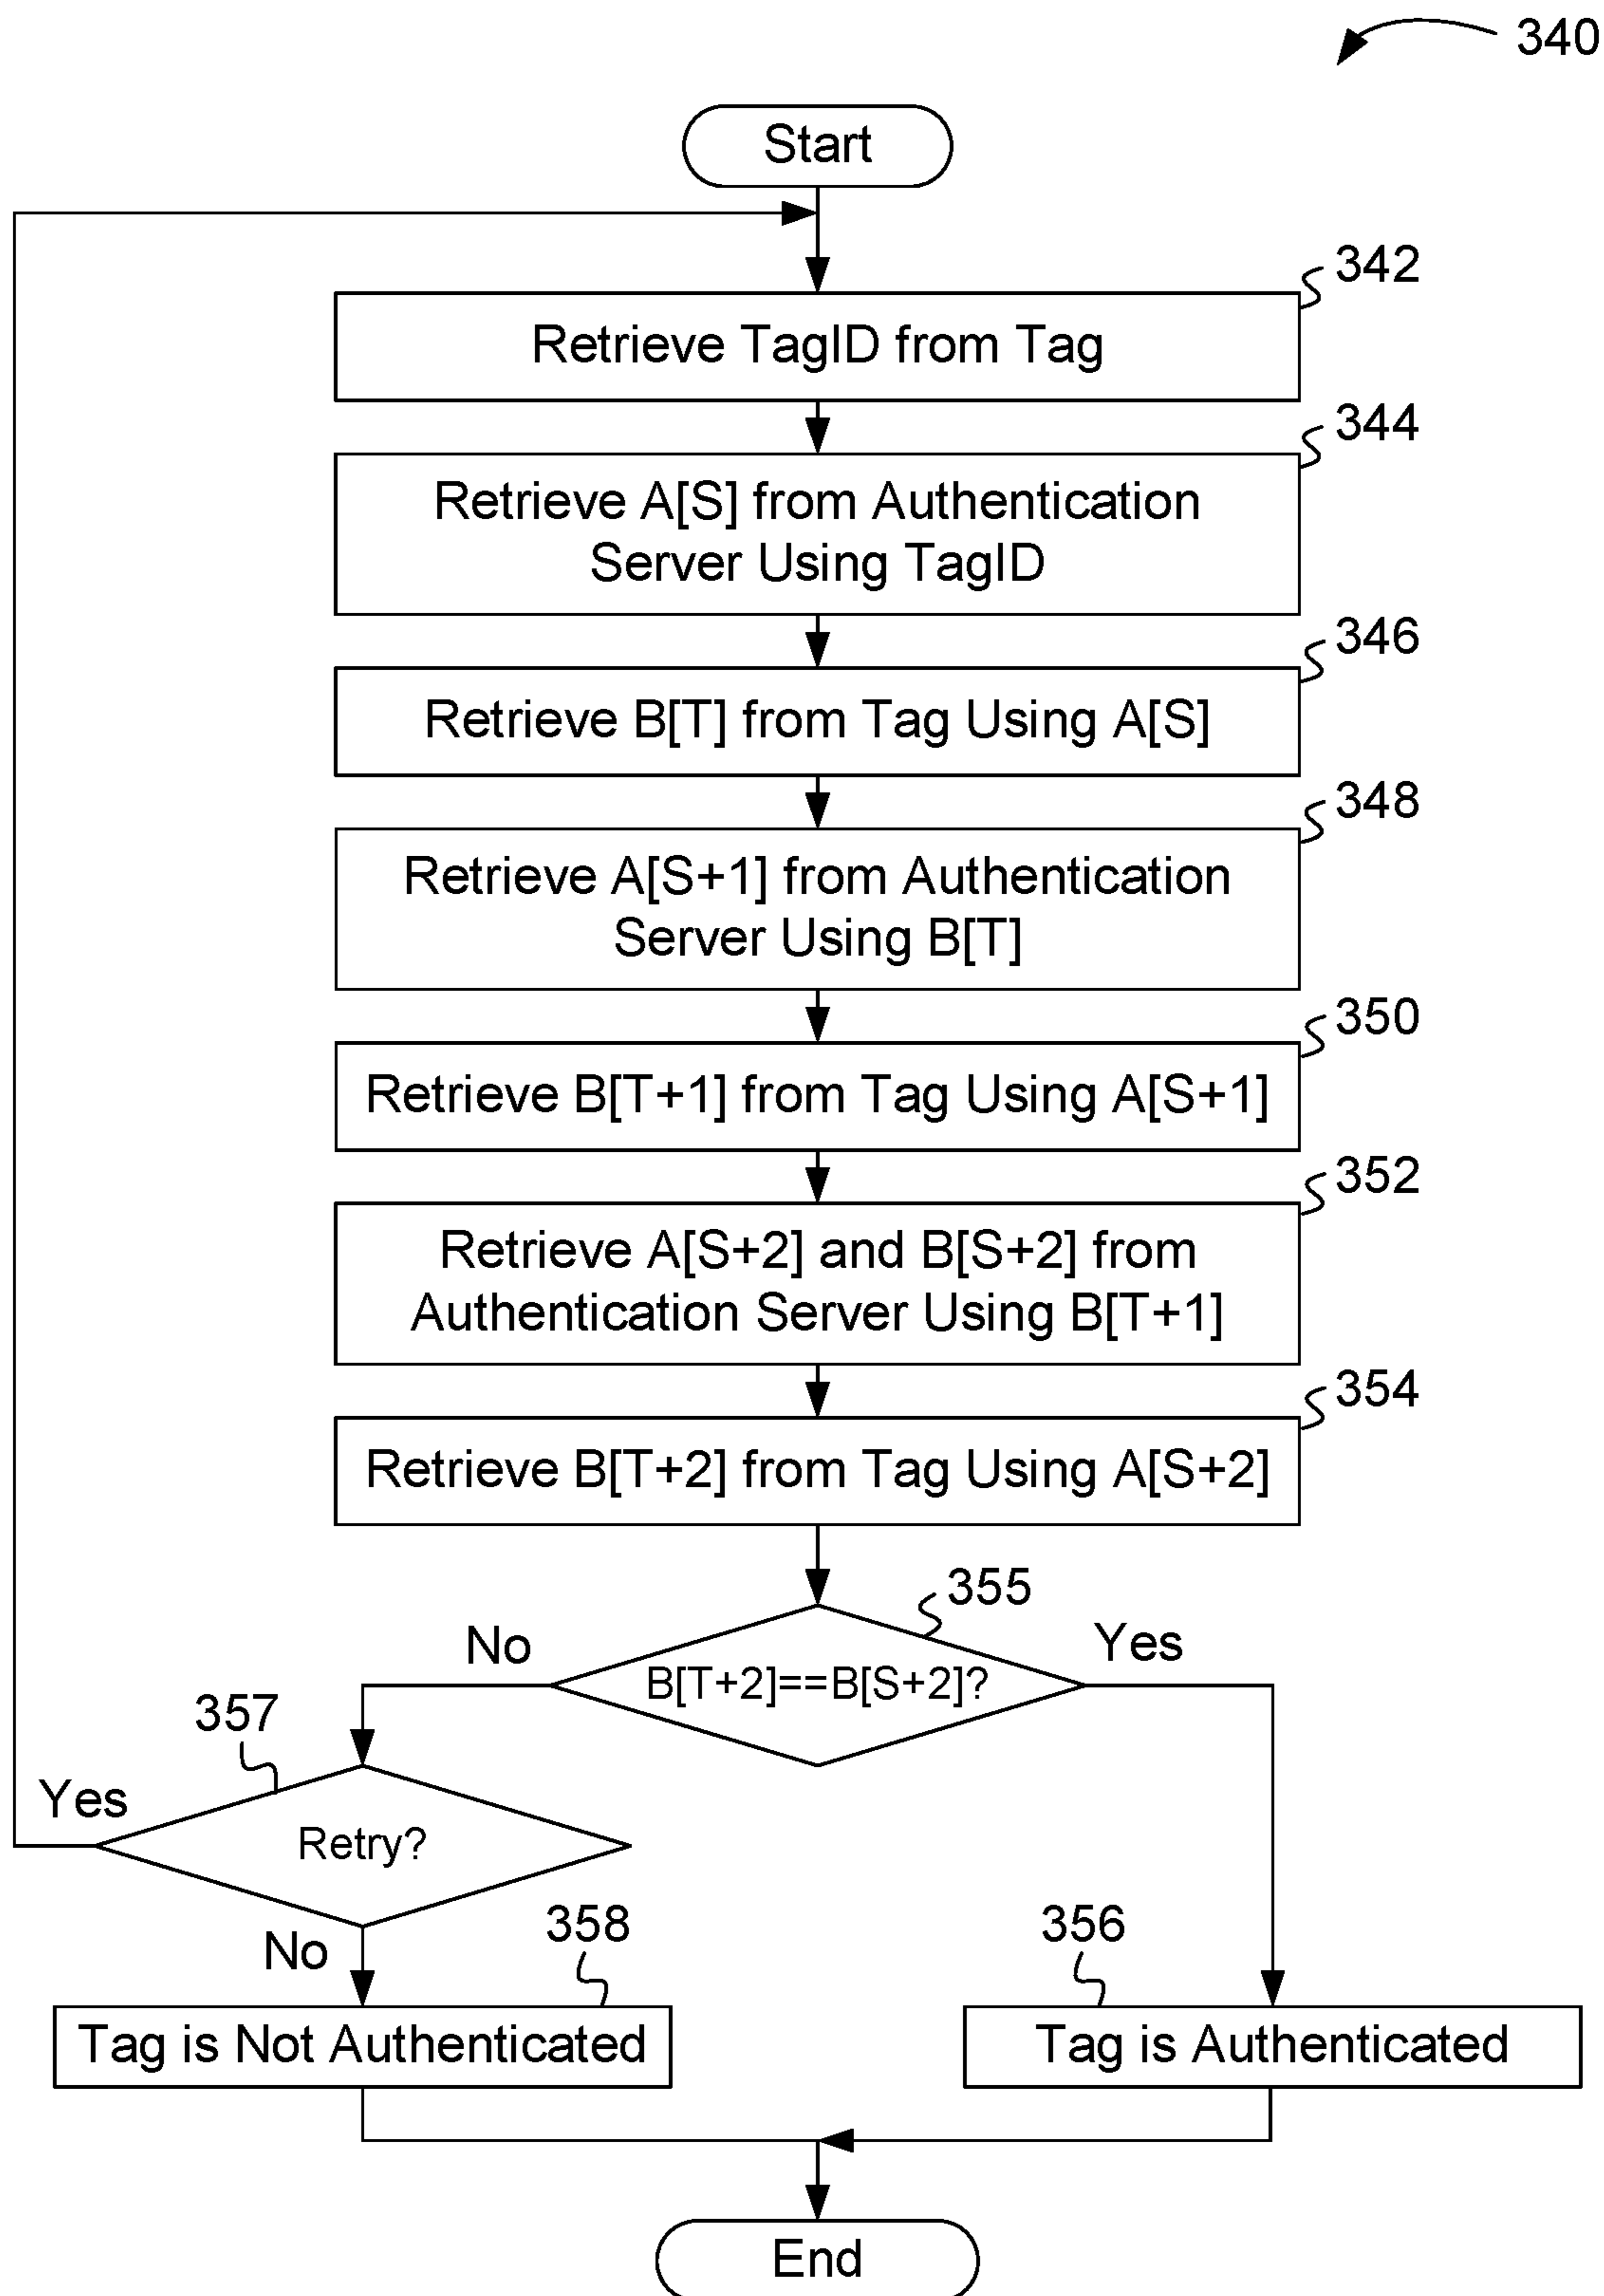 340
Start
342
Retrieve TagID from Tag
344
Retrieve A[S] from Authentication
Server Using TagID
346
Retrieve B[T] from Tag Using A[S]
348
Retrieve A[S+1] from Authentication
Server Using B[T]
350
Retrieve B[T+1] from Tag Using A[S+1]
352
Retrieve A[S+2] and B[S+2] from
Authentication Server Using B[T+1]
354
Retrieve B[T+2] from Tag Using A[S+2]
355
No
Yes
B[T+2]==B[S+2]?
357
Yes
Retry?
No
358
356
Tag is Not Authenticated
Tag is Authenticated
End